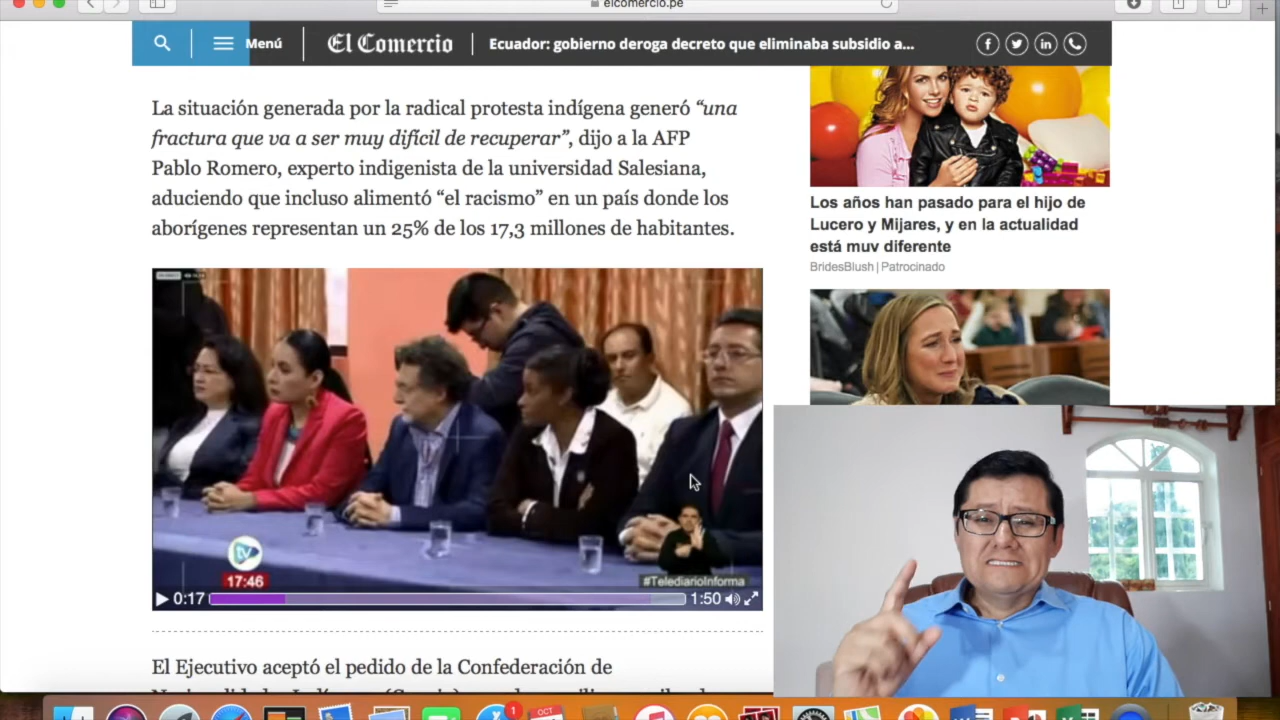 elcomercio.pe
Menú
El Comercio
Ecuador: gobierno deroga decreto que eliminaba subsidio a...
La situación generada por la radical protesta indígena generó “una
fractura que va a ser muy difícil de recuperar”, dijo a la AFP
Pablo Romero, experto indigenista de la universidad Salesiana,
aduciendo que incluso alimentó “el racismo” en un país donde los
aborígenes representan un 25% de los 17,3 millones de habitantes.
Los años han pasado para el hijo de
Lucero y Mijares, y en la actualidad
está muy diferente
BridesBlush | Patrocinado
tv
17:46
#TelediarioInforma
0:17
1:50
El Ejecutivo aceptó el pedido de la Confederación de
1
OCT